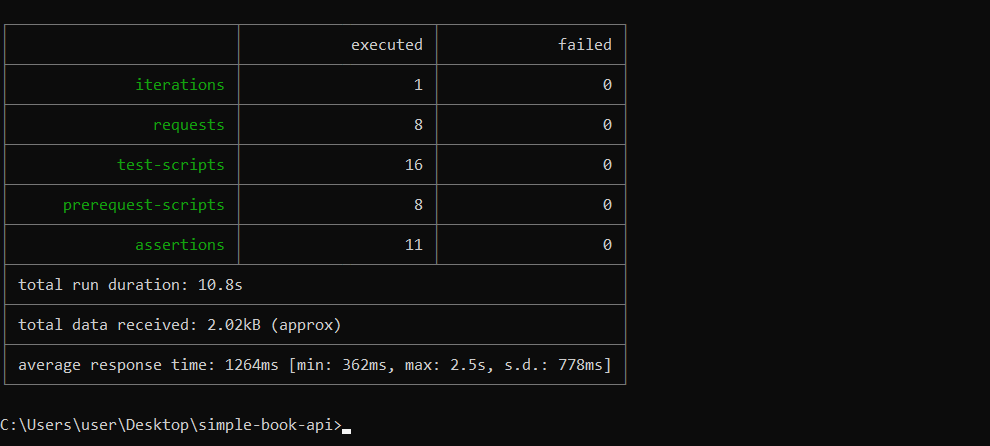 executed failed
iterations 1 0
requests 8 0
test-scripts 16 0
prerequest-scripts 8 0
assertions 11 0
total run duration: 10.8s
total data received: 2.02kB (approx)
average response time: 1264ms [min: 362ms, max: 2.5s, s.d.: 778ms]
C:\Users\user\Desktop\simple-book-api>